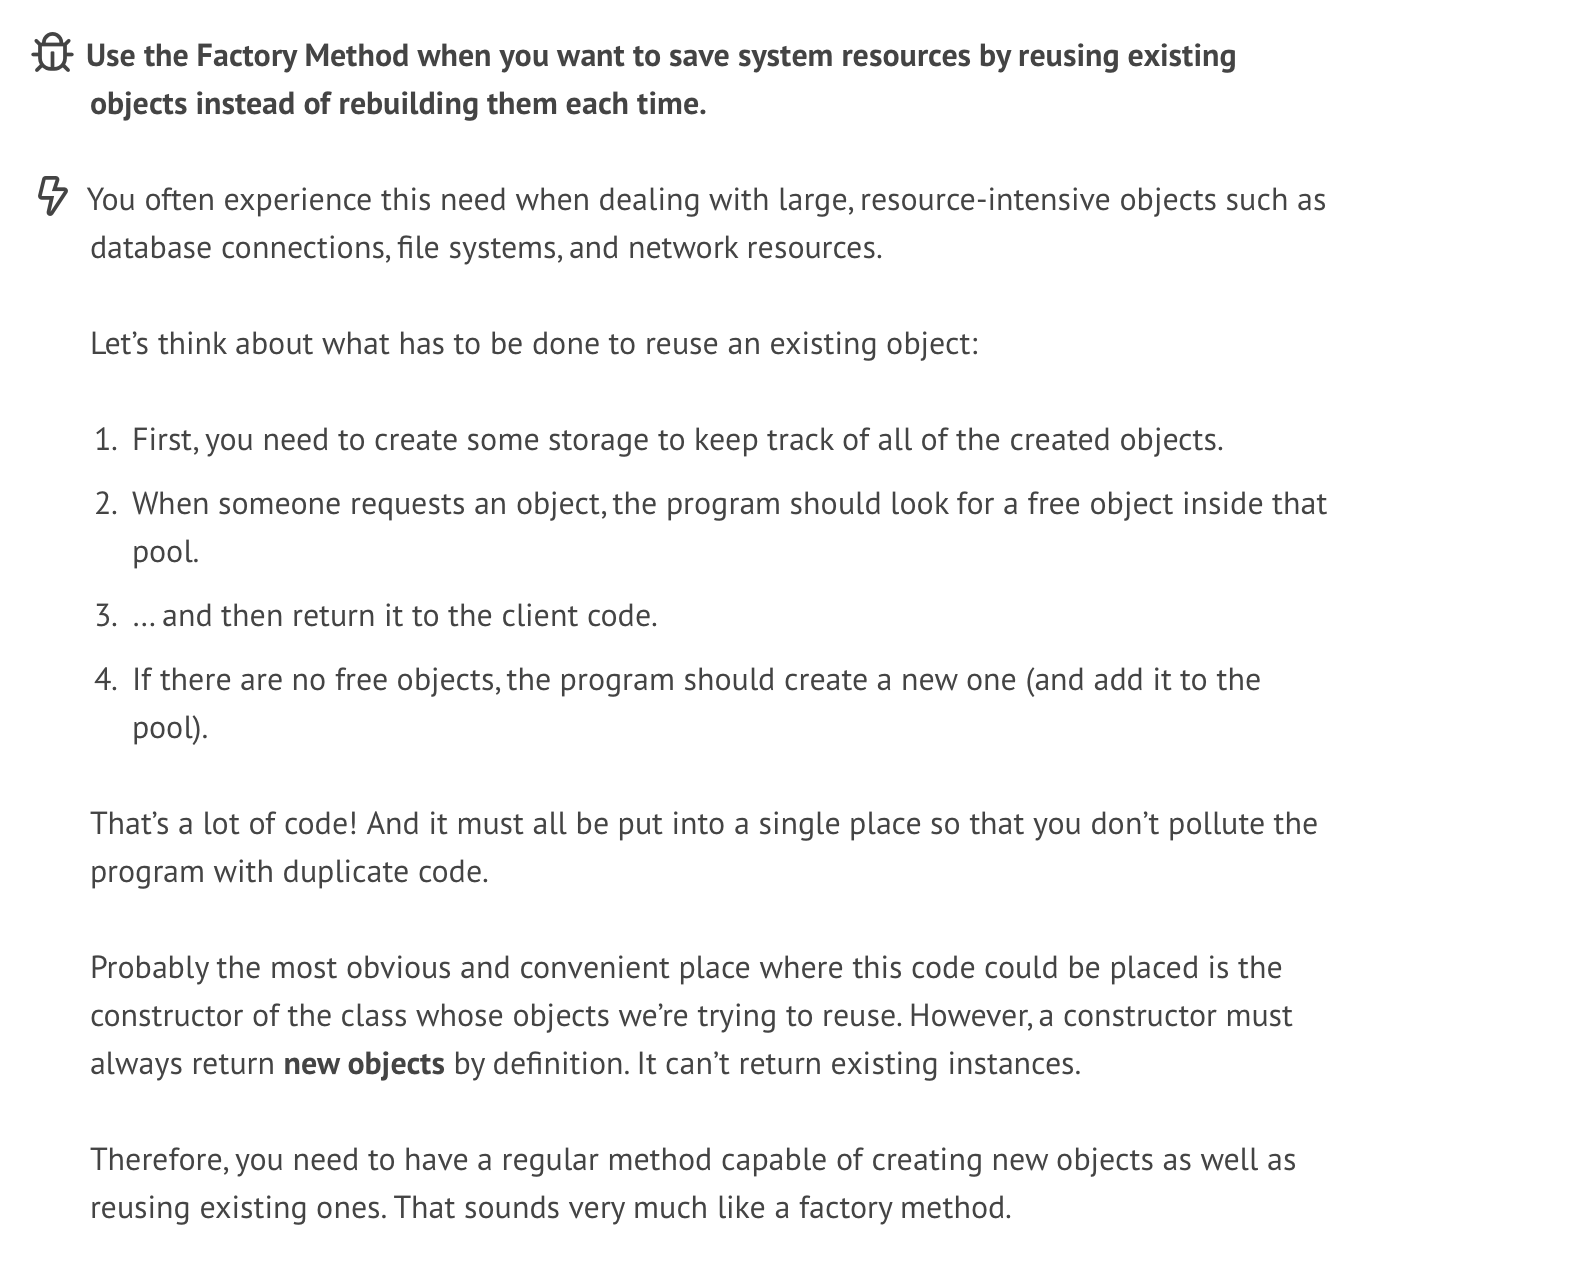 Use the Factory Method when you want to save system resources by reusing existing
objects instead of rebuilding them each time.
You often experience this need when dealing with large, resource-intensive objects such as
database connections, file systems, and network resources.
Let’s think about what has to be done to reuse an existing object:
1. First, you need to create some storage to keep track of all of the created objects.
2. When someone requests an object, the program should look for a free object inside that
pool.
3. … and then return it to the client code.
4. If there are no free objects, the program should create a new one (and add it to the
pool).
That’s a lot of code! And it must all be put into a single place so that you don’t pollute the
program with duplicate code.
Probably the most obvious and convenient place where this code could be placed is the
constructor of the class whose objects we’re trying to reuse. However, a constructor must
always return new objects by definition. It can’t return existing instances.
Therefore, you need to have a regular method capable of creating new objects as well as
reusing existing ones. That sounds very much like a factory method.